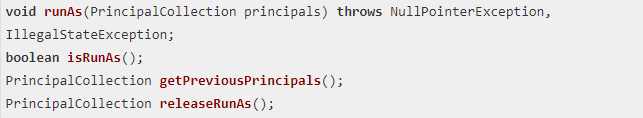 void runAs(PrincipalCollection principals) throws NullPointerException,
IllegalStateException;
boolean isRunAs();
PrincipalCollection getPreviousPrincipals();
PrincipalCollection releaseRunAs();